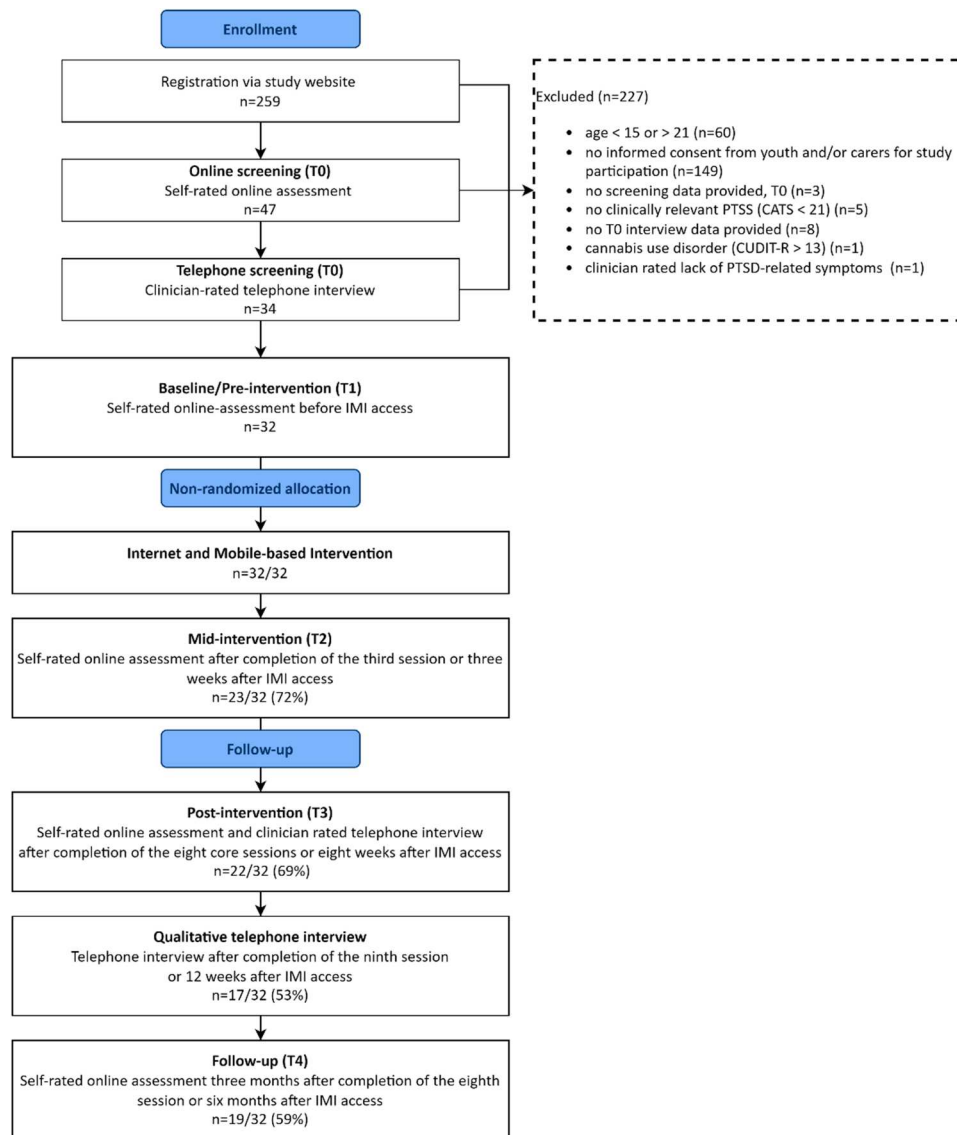 Enrollment
Registration via study website
n=259
Online screening (T0)
Self-rated online assessment
n=47
Telephone screening (T0)
Clinician-rated telephone interview
n=34
Excluded (n=227)
• age < 15 or > 21 (n=60)
• no informed consent from youth and/or carers for study
participation (n=149)
• no screening data provided, T0 (n=3)
• no clinically relevant PTSS (CATS < 21) (n=5)
• no T0 interview data provided (n=8)
• cannabis use disorder (CUDIT-R > 13) (n=1)
• clinician rated lack of PTSD-related symptoms (n=1)
Baseline/Pre-intervention (T1)
Self-rated online-assessment before IMI access
n=32
Non-randomized allocation
Internet and Mobile-based Intervention
n=32/32
Mid-intervention (T2)
Self-rated online assessment after completion of the third session or three
weeks after IMI access
n=23/32 (72%)
Follow-up
Post-intervention (T3)
Self-rated online assessment and clinician rated telephone interview
after completion of the eight core sessions or eight weeks after IMI access
n=22/32 (69%)
Qualitative telephone interview
Telephone interview after completion of the ninth session
or 12 weeks after IMI access
n=17/32 (53%)
Follow-up (T4)
Self-rated online assessment three months after completion of the eighth
session or six months after IMI access
n=19/32 (59%)